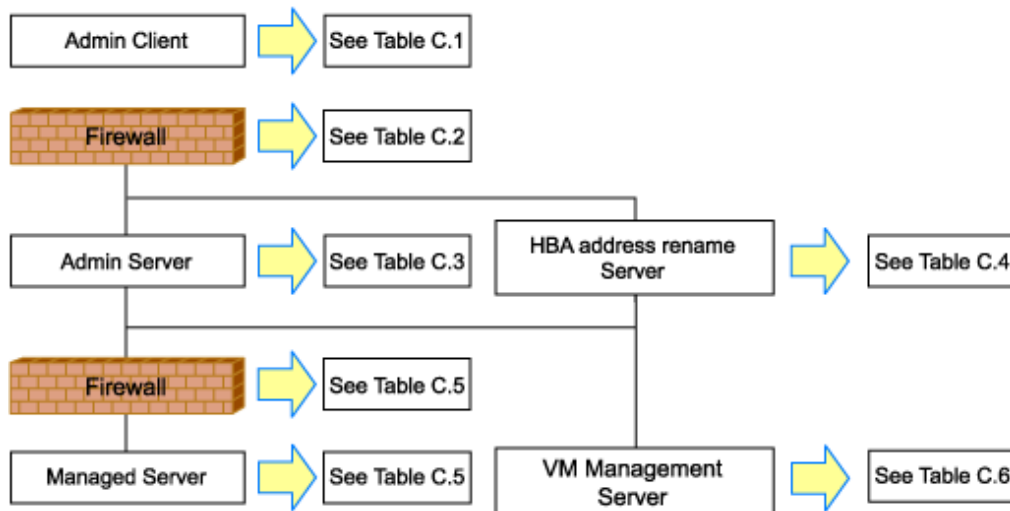 Admin Client
See Table C.1
Firewall
See Table C.2
Admin Server
See Table C.3
HBA address rename
Server
See Table C.4
Firewall
See Table C.5
Managed Server
See Table C.5
VM Management
Server
See Table C.6